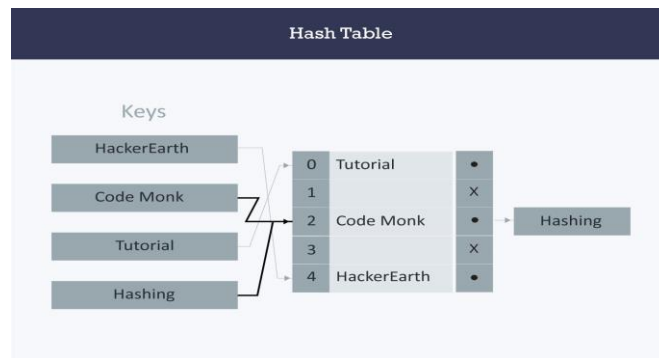 Hash Table
Keys
HackerEarth
Code Monk
Tutorial
Hashing
0 Tutorial
1 X
2 Code Monk Hashing
3 X
4 HackerEarth